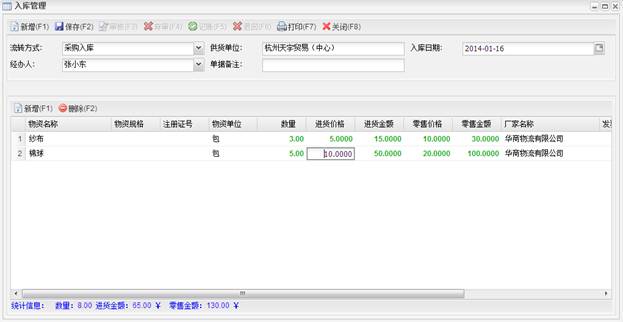 入库管理
新增(F1) 保存(F2) 审核(F3) 弃审(F4) 记账(F5) 退回(F6) 打印(F7) 关闭(F8)
流转方式: 采购入库 供货单位: 杭州天宇贸易（中心） 入库日期: 2014-01-16
经办人: 张小东 单据备注:
新增(F1) 删除(F2)
物资名称 物资规格 注册证号 物资单位 数量 进货价格 进货金额 零售价格 零售金额 厂家名称
1 纱布 包 3.00 5.0000 15.0000 10.0000 30.0000 华商物流有限公司
2 棉球 包 5.00 10.0000 50.0000 20.0000 100.0000 华商物流有限公司
统计信息: 数量: 8.00 进货金额: 65.00 ¥ 零售金额: 130.00 ¥